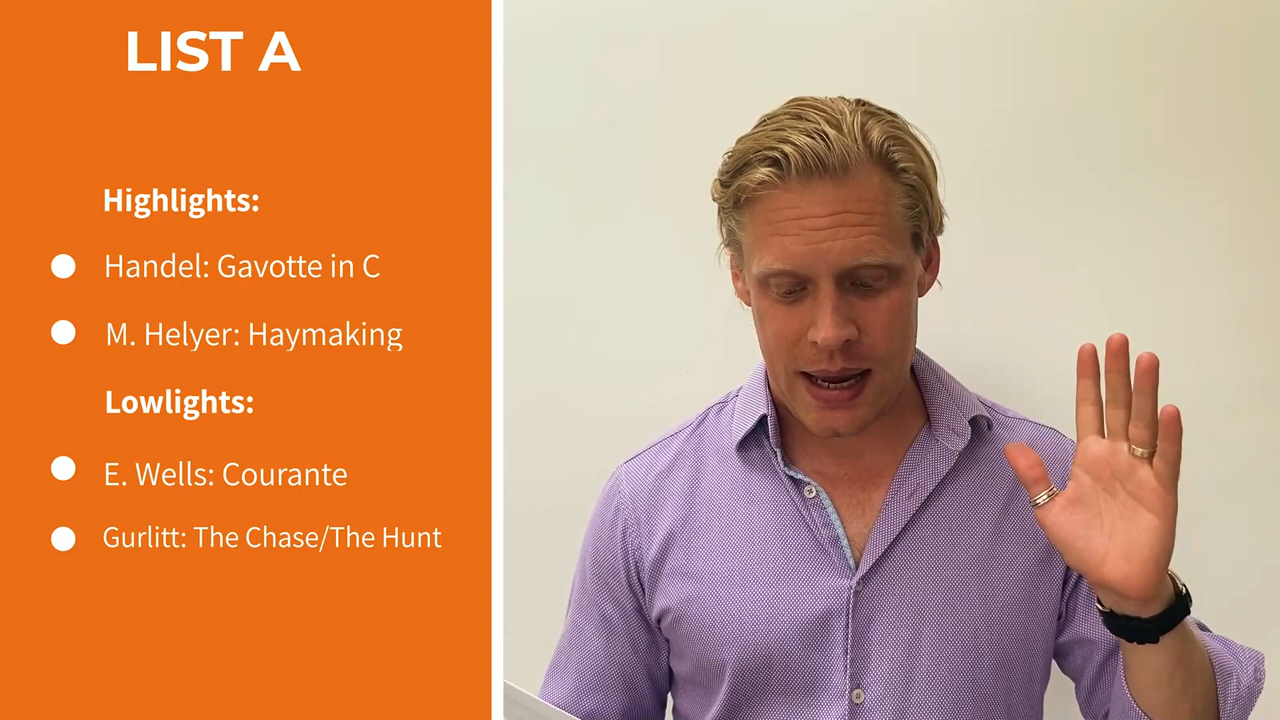 LIST A
Highlights:
Handel: Gavotte in C
M. Helyer: Haymaking
Lowlights:
E. Wells: Courante
Gurlitt: The Chase/The Hunt